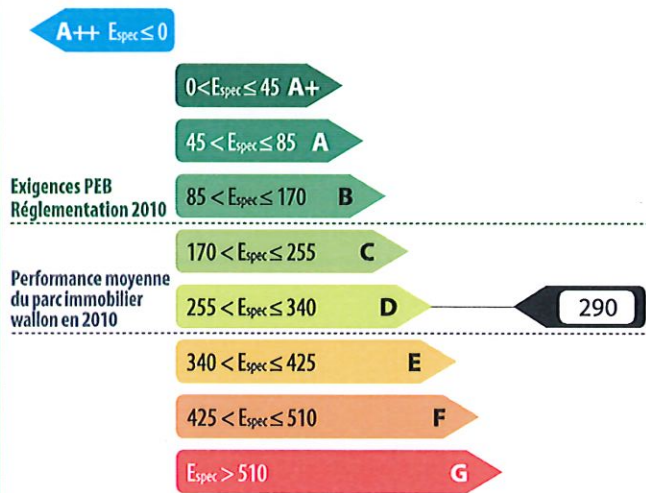 A++ Espec ≤ 0
0 < Espec ≤ 45 A+
45 < Espec ≤ 85 A
Exigences PEB
Réglementation 2010
85 < Espec ≤ 170 B
170 < Espec ≤ 255 C
Performance moyenne
du parc immobilier
wallon en 2010
255 < Espec ≤ 340 D
290
340 < Espec ≤ 425 E
425 < Espec ≤ 510 F
Espec > 510 G